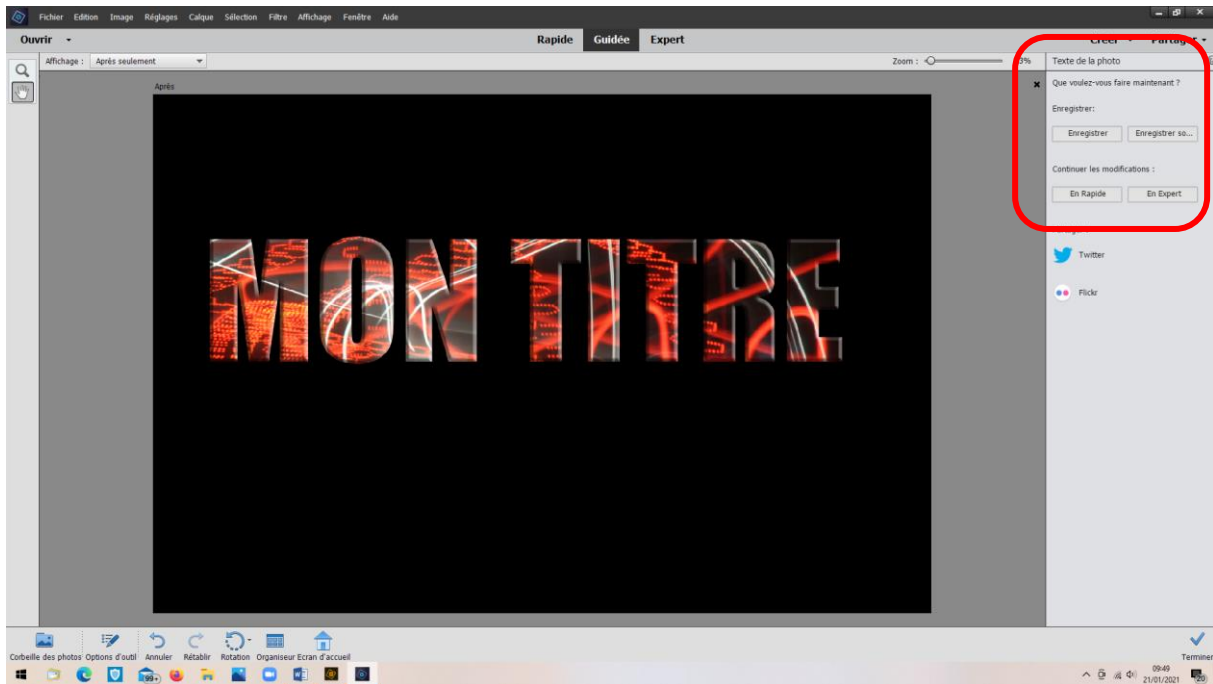 Fichier Edition Image Réglages Calque Sélection Filtre Affichage Fenêtre Aide
Ouvrir Rapide Guidée Expert Créer Partager
Affichage : Après seulement Zoom : 3% Texte de la photo
Après
Que voulez-vous faire maintenant ?
Enregistrer:
Enregistrer Enregistrer so...
Continuer les modifications :
En Rapide En Expert
Twitter
Flickr
MON TITRE
Corbeille des photos Options d'outil Annuler Rétablir Rotation Organiseur Ecran d'accueil Terminer
99+
09:49
21/01/2021
20